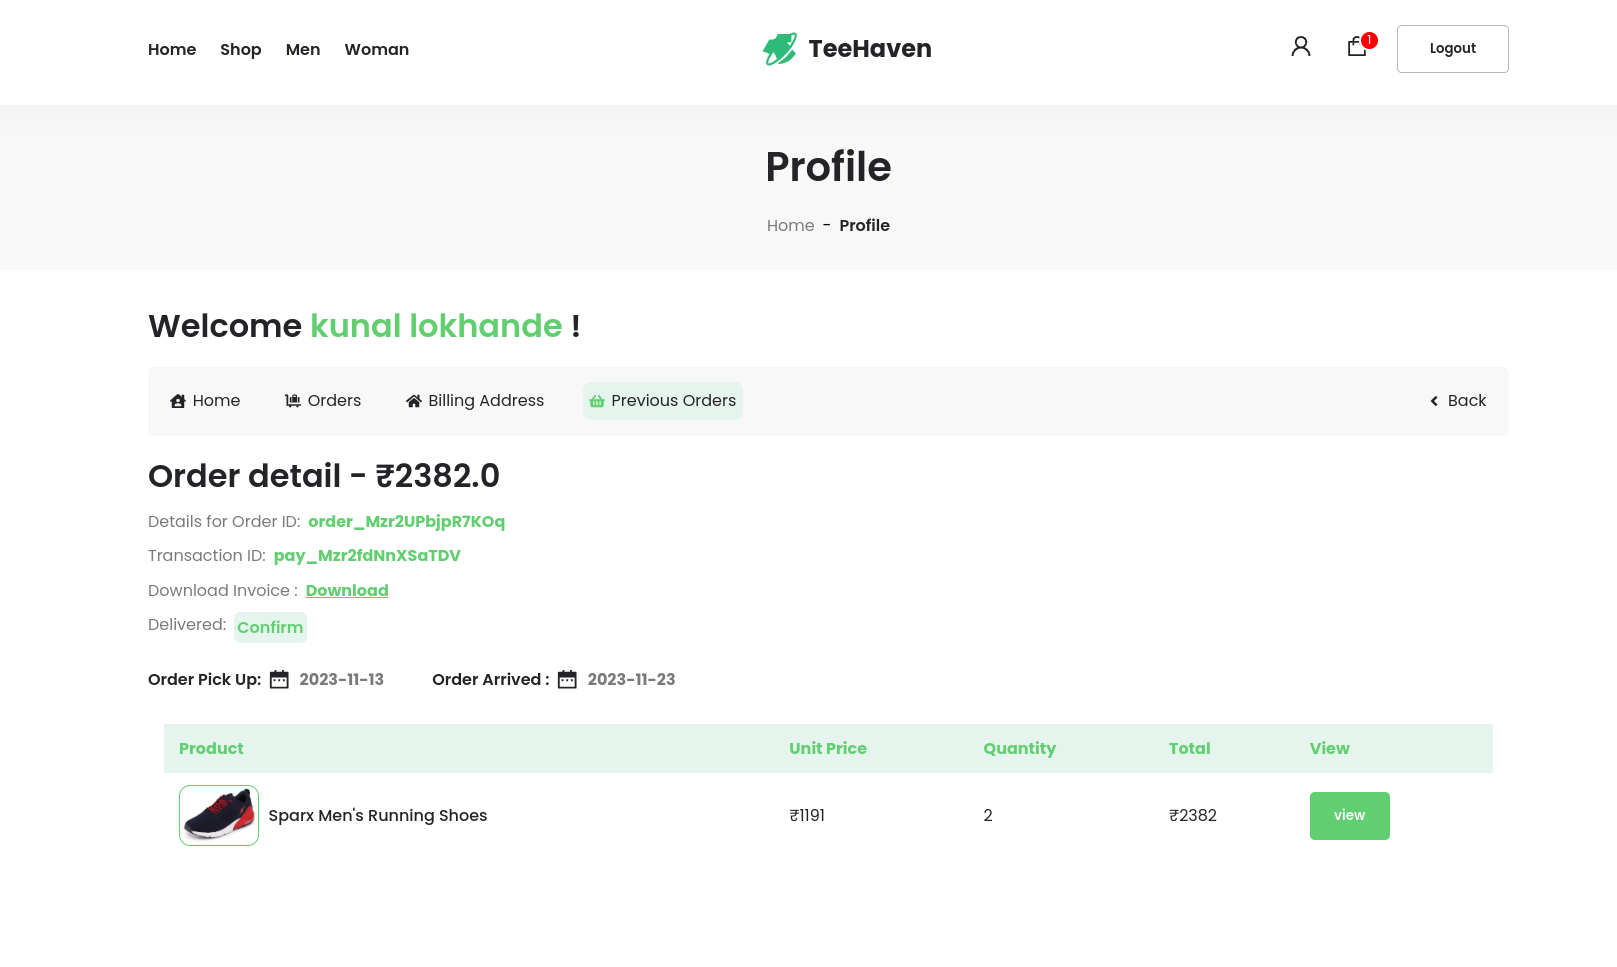 Home Shop Men Woman
TeeHaven
1
Logout
Profile
Home - Profile
Welcome kunal lokhande !
Home Orders Billing Address Previous Orders Back
Order detail - ₹2382.0
Details for Order ID: order_Mzr2UPbjpR7KOq
Transaction ID: pay_Mzr2fdNnXSaTDV
Download Invoice : Download
Delivered: Confirm
Order Pick Up: 2023-11-13 Order Arrived : 2023-11-23
Product Unit Price Quantity Total View
Sparx Men's Running Shoes ₹1191 2 ₹2382 view